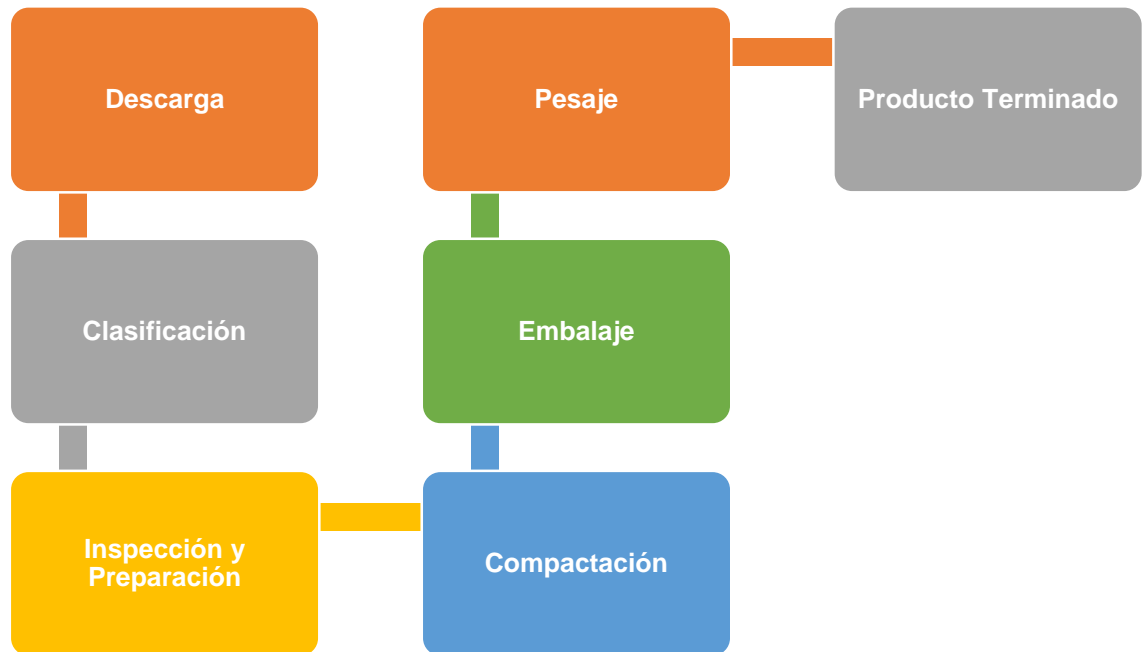 Descarga
Clasificación
Inspección y
Preparación
Compactación
Embalaje
Pesaje
Producto Terminado